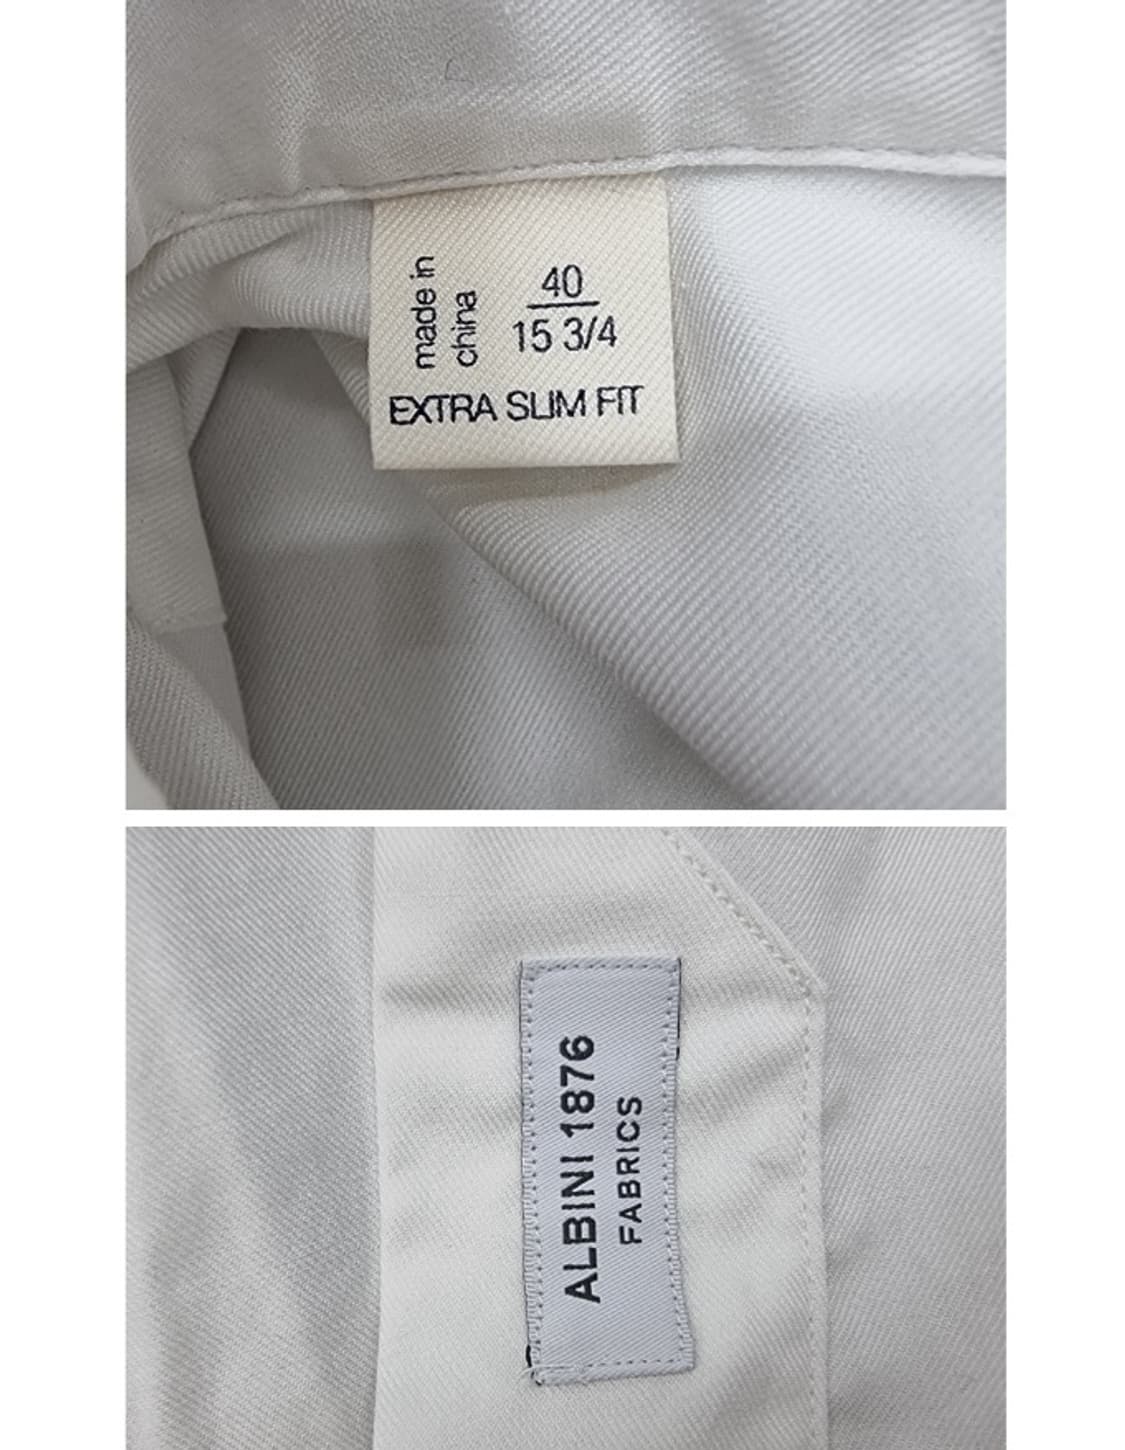 made in
china
40
15 3/4
EXTRA SLIM FIT
ALBINI 1876
FABRICS